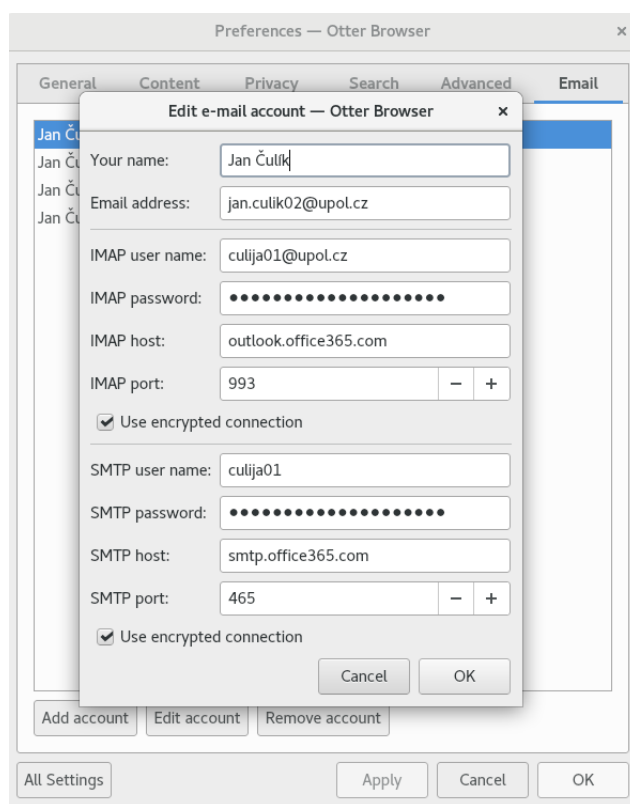 Preferences — Otter Browser ×
General Content Privacy Search Advanced Email
Edit e-mail account — Otter Browser ×
Jan Ču
Jan Ču
Jan Ču
Jan Ču
Your name: Jan Čulík
Email address: jan.culik02@upol.cz
IMAP user name: culija01@upol.cz
IMAP password: ●●●●●●●●●●●●●●●●●●●●
IMAP host: outlook.office365.com
IMAP port: 993 − +
Use encrypted connection
SMTP user name: culija01
SMTP password: ●●●●●●●●●●●●●●●●●●●●
SMTP host: smtp.office365.com
SMTP port: 465 − +
Use encrypted connection
Cancel OK
Add account Edit account Remove account
All Settings Apply Cancel OK